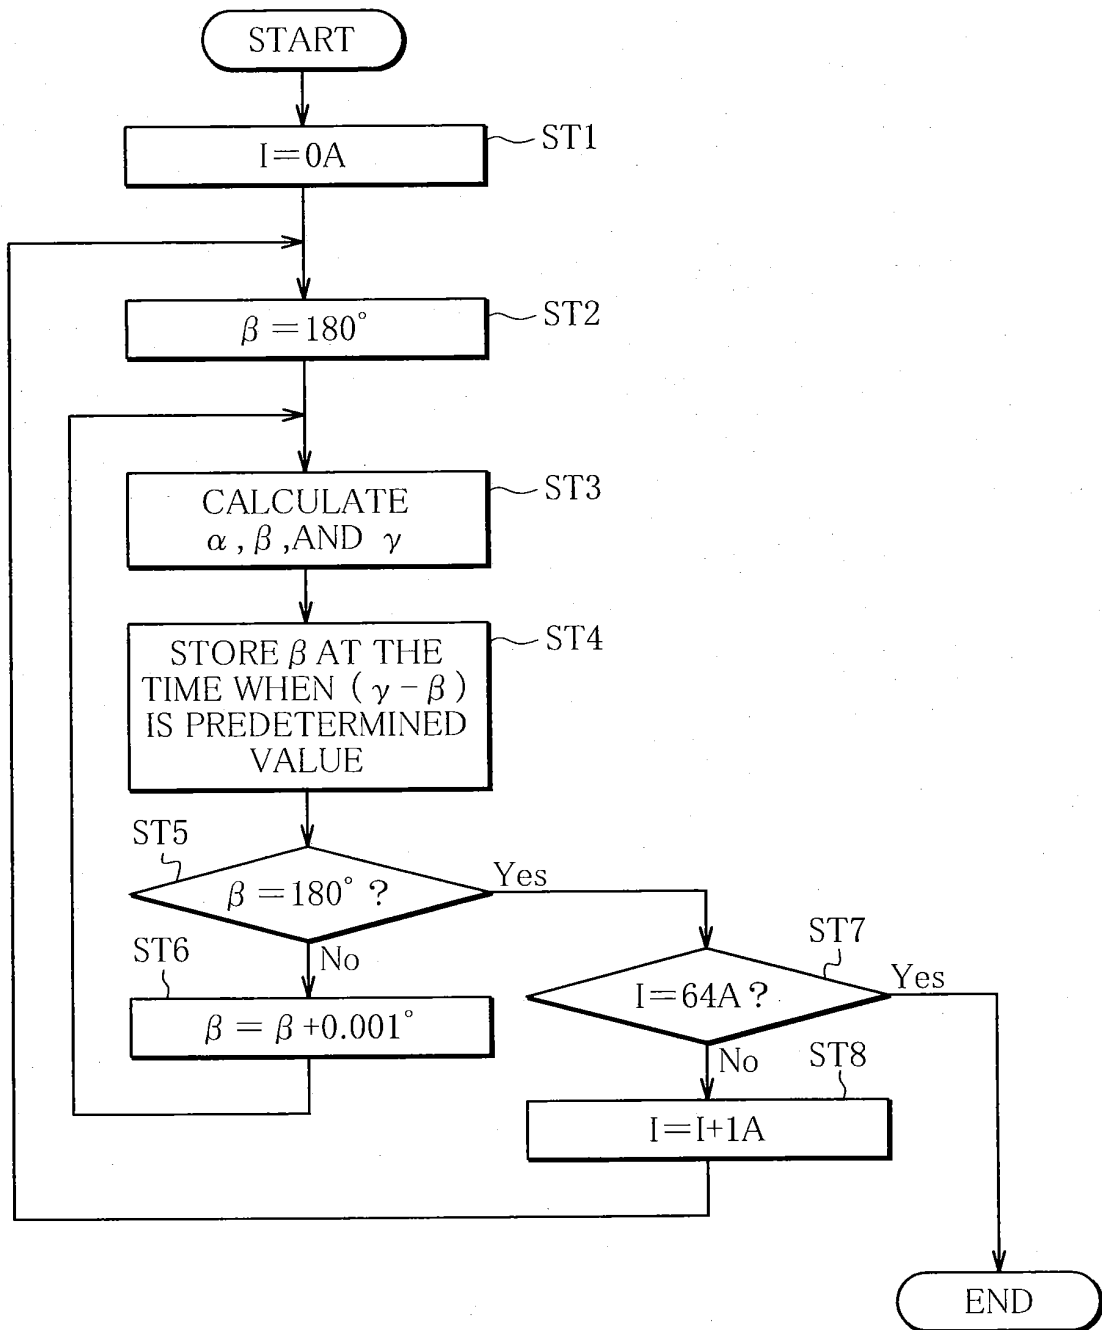 START
I=0A
ST1
β=180°
ST2
CALCULATE
α, β, AND γ
ST3
STORE β AT THE
TIME WHEN (γ-β)
IS PREDETERMINED
VALUE
ST4
ST5
β=180°?
Yes
No
ST6
β=β+0.001°
ST7
I=64A?
Yes
No
ST8
I=I+1A
END